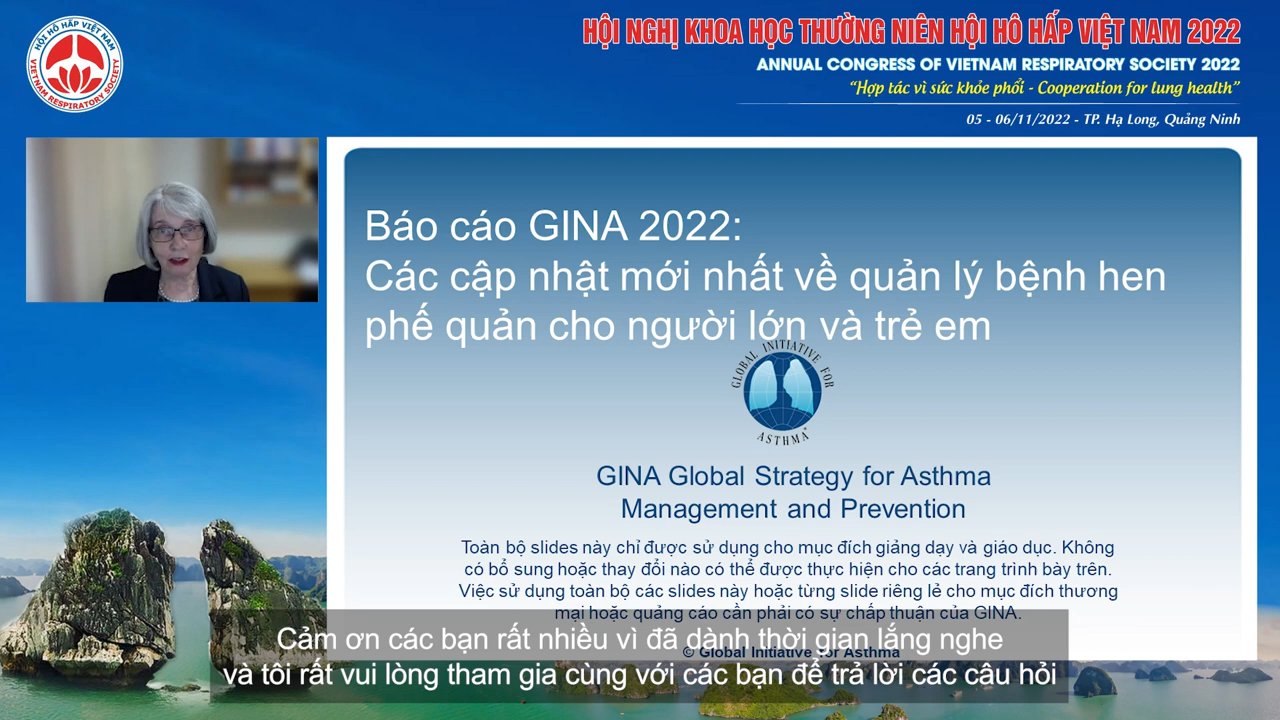 HỘI HÔ HẤP VIỆT NAM
VIETNAM RESPIRATORY SOCIETY
HỘI NGHỊ KHOA HỌC THƯỜNG NIÊN HỘI HÔ HẤP VIỆT NAM 2022
ANNUAL CONGRESS OF VIETNAM RESPIRATORY SOCIETY 2022
“Hợp tác vì sức khỏe phổi - Cooperation for lung health”
05 - 06/11/2022 - TP. Hạ Long, Quảng Ninh
Báo cáo GINA 2022:
Các cập nhật mới nhất về quản lý bệnh hen
phế quản cho người lớn và trẻ em
GLOBAL INITIATIVE FOR
ASTHMA
GINA Global Strategy for Asthma
Management and Prevention
Toàn bộ slides này chỉ được sử dụng cho mục đích giảng dạy và giáo dục. Không
có bổ sung hoặc thay đổi nào có thể được thực hiện cho các trang trình bày trên.
Việc sử dụng toàn bộ các slides này hoặc từng slide riêng lẻ cho mục đích thương
mại hoặc quảng cáo cần phải có sự chấp thuận của GINA.
© Global Initiative for Asthma
Cảm ơn các bạn rất nhiều vì đã dành thời gian lắng nghe
và tôi rất vui lòng tham gia cùng với các bạn để trả lời các câu hỏi